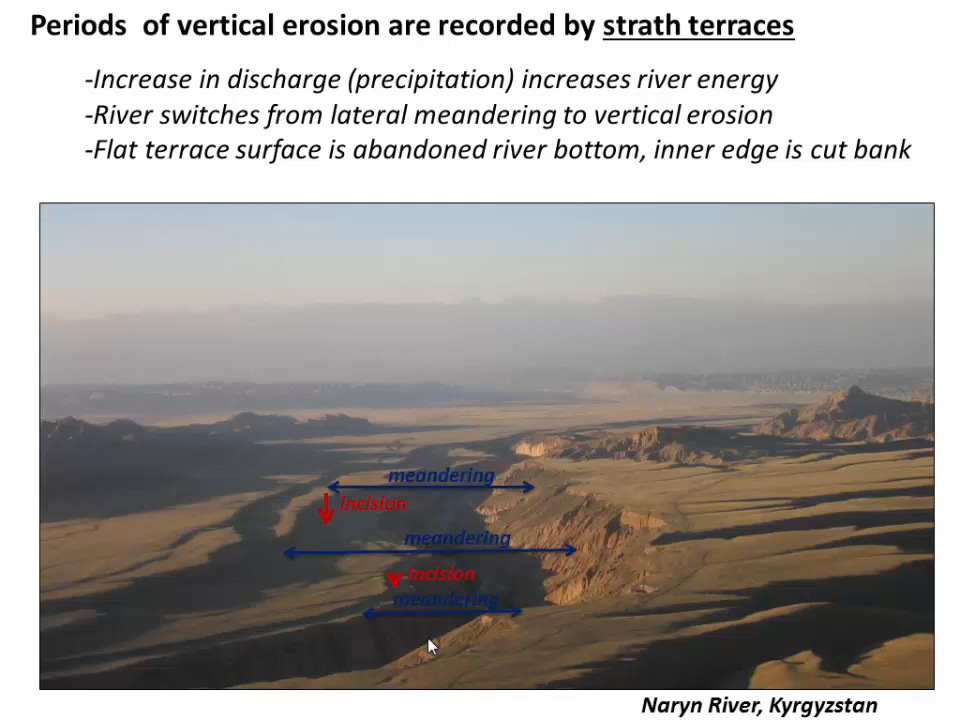 Periods of vertical erosion are recorded by strath terraces
-Increase in discharge (precipitation) increases river energy
-River switches from lateral meandering to vertical erosion
-Flat terrace surface is abandoned river bottom, inner edge is cut bank
meandering
Incision
meandering
Incision
meandering
Naryn River, Kyrgyzstan